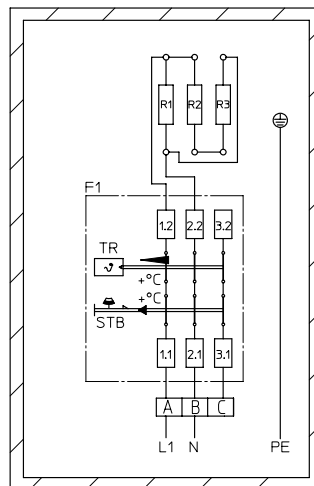 R1 R2 R3
F1
1.2 2.2 3.2
TR
ϑ
+°C
+°C
STB
1.1 2.1 3.1
A B C
L1 N PE